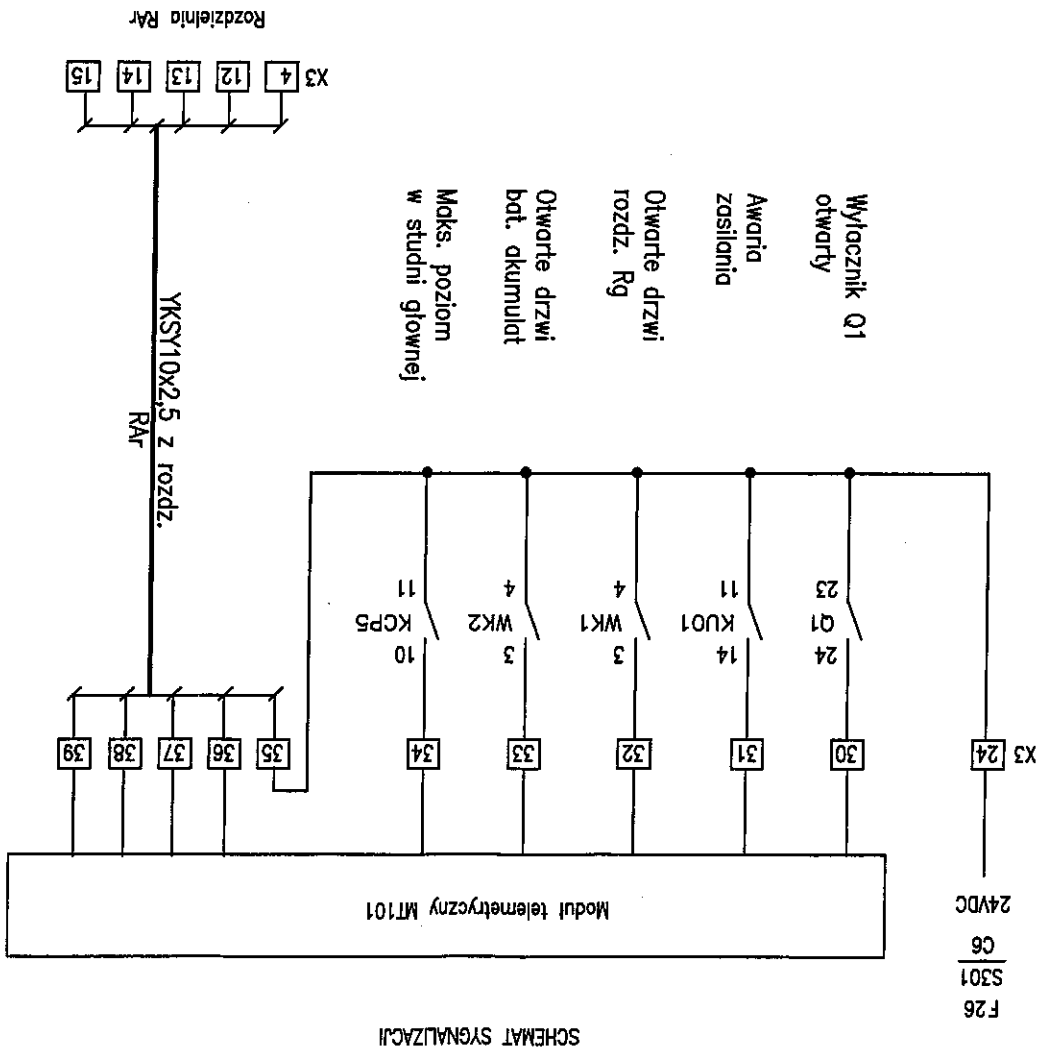 SCHEMAT SYGNALIZACJI
F26
S301
C6
24VDC
Moduł telemetryczny MT101
X3 24 30 31 32 33 34 35 36 37 38 39
24 14 3 3 10
Q1 KU01 WK1 WK2 KCP5
23 11 4 4 11
YKSY10x2,5 z rozdz.
RAr
Wyłacznik Q1
otwarty
Awaria
zasilania
Otwarte drzwi
rozdz. Rg
Otwarte drzwi
bat. akumulat
Maks. poziom
w studni głownej
X3 4 12 13 14 15
Rozdzielnia RAr